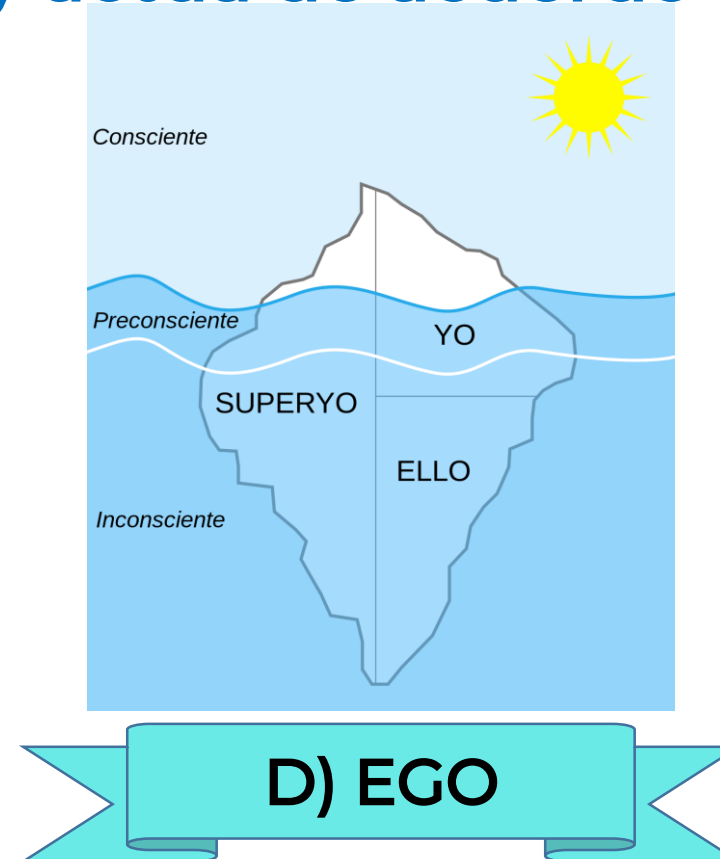 Consciente
Preconsciente
YO
SUPERYO
ELLO
Inconsciente
D) EGO